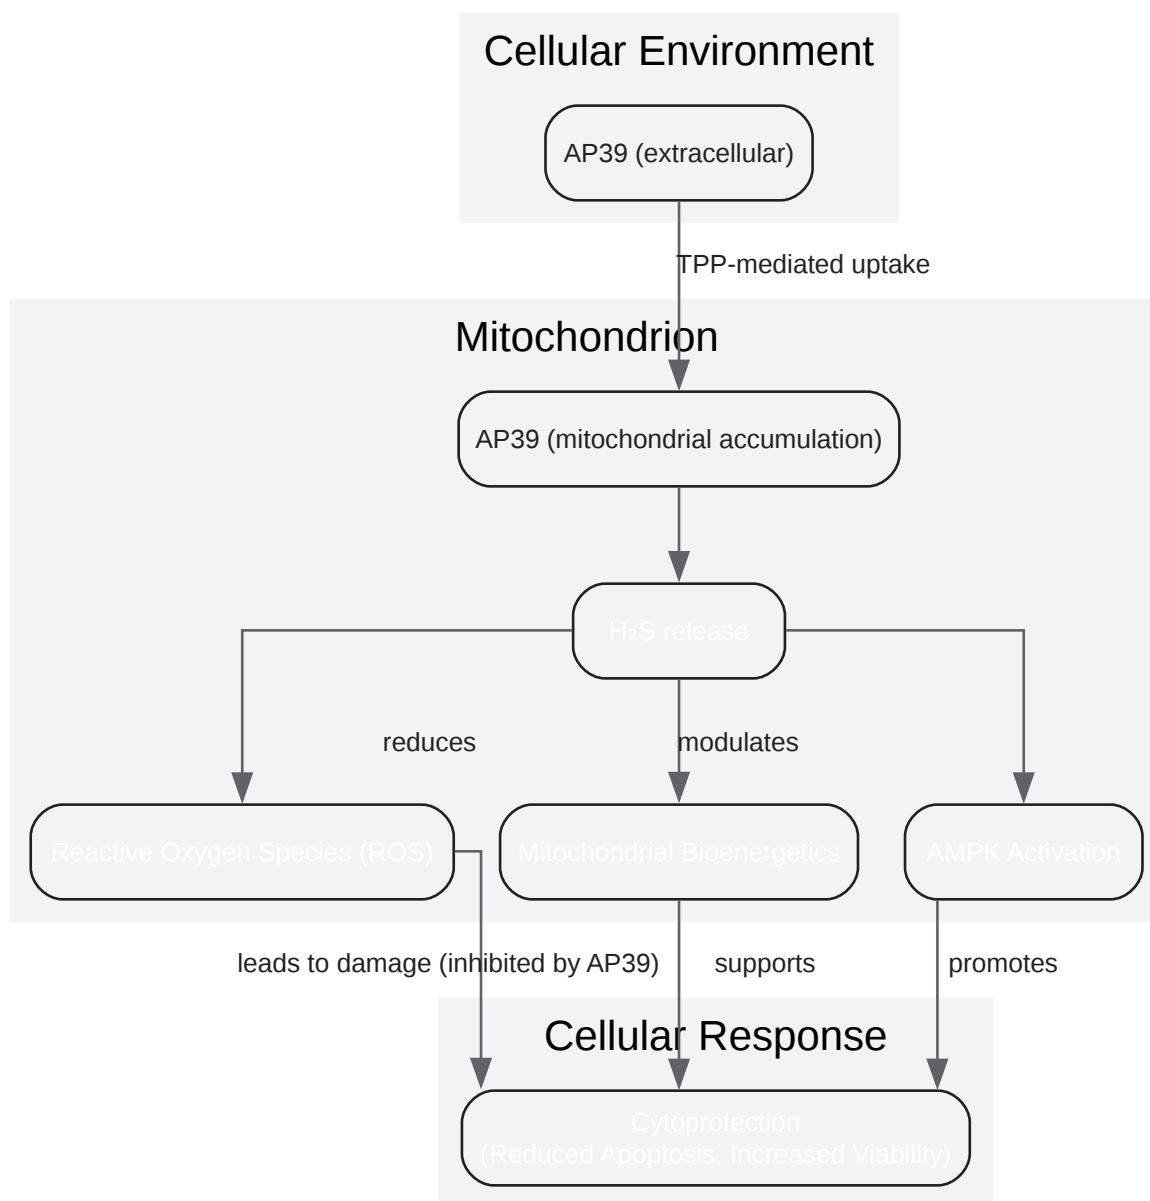 Cellular Environment
AP39 (extracellular)
TPP-mediated uptake
Mitochondrion
AP39 (mitochondrial accumulation)
H₂S release
reduces
modulates
Reactive Oxygen Species (ROS)
Mitochondrial Bioenergetics
AMPK Activation
leads to damage (inhibited by AP39)
supports
promotes
Cellular Response
Cytoprotection
(Reduced Apoptosis, Increased Viability)